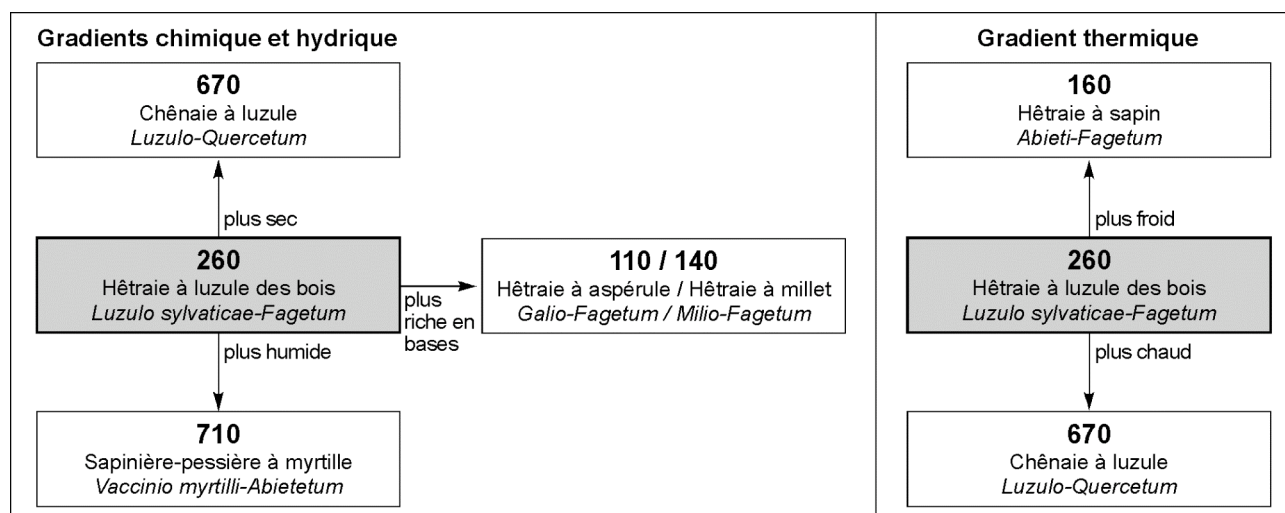 Gradients chimique et hydrique
670
Chênaie à luzule
Luzulo-Quercetum
plus sec
260
Hêtraie à luzule des bois
Luzulo sylvaticae-Fagetum
plus
riche en
bases
110 / 140
Hêtraie à aspérule / Hêtraie à millet
Galio-Fagetum / Milio-Fagetum
plus humide
710
Sapinière-pessière à myrtille
Vaccinio myrtilli-Abietetum
Gradient thermique
160
Hêtraie à sapin
Abieti-Fagetum
plus froid
260
Hêtraie à luzule des bois
Luzulo sylvaticae-Fagetum
plus chaud
670
Chênaie à luzule
Luzulo-Quercetum